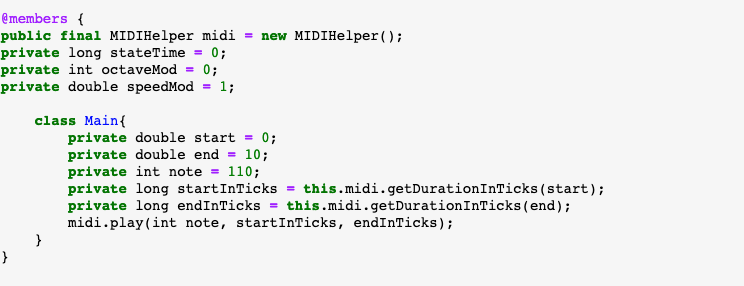 @members {
public final MIDIHelper midi = new MIDIHelper();
private long stateTime = 0;
private int octaveMod = 0;
private double speedMod = 1;
class Main{
private double start = 0;
private double end = 10;
private int note = 110;
private long startInTicks = this.midi.getDurationInTicks(start);
private long endInTicks = this.midi.getDurationInTicks(end);
midi.play(int note, startInTicks, endInTicks);
}
}